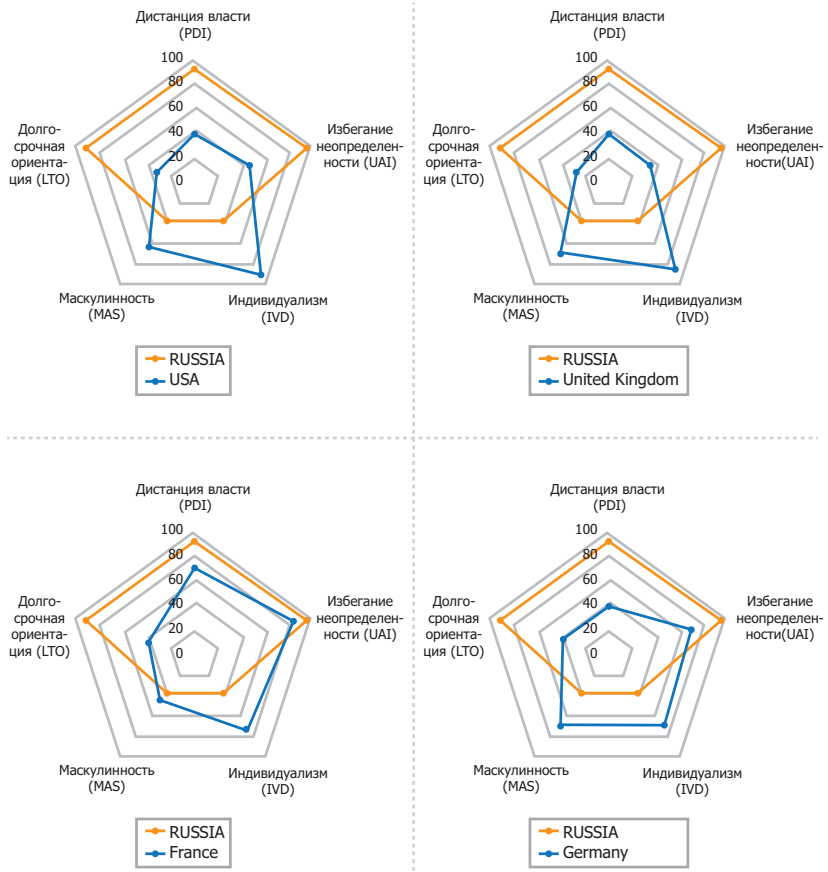 Дистанция власти
(PDI)
100
80
60
40
20
0
Долго-
срочная
ориента-
ция (LTO)
Избегание
неопределен-
ности (UAI)
Маскулинность
(MAS)
Индивидуализм
(IVD)
RUSSIA
USA
Дистанция власти
(PDI)
100
80
60
40
20
0
Долго-
срочная
ориента-
ция (LTO)
Избегание
неопределен-
ности(UAI)
Маскулинность
(MAS)
Индивидуализм
(IVD)
RUSSIA
United Kingdom
Дистанция власти
(PDI)
100
80
60
40
20
0
Долго-
срочная
ориента-
ция (LTO)
Избегание
неопределен-
ности (UAI)
Маскулинность
(MAS)
Индивидуализм
(IVD)
RUSSIA
France
Дистанция власти
(PDI)
100
80
60
40
20
0
Долго-
срочная
ориента-
ция (LTO)
Избегание
неопределен-
ности(UAI)
Маскулинность
(MAS)
Индивидуализм
(IVD)
RUSSIA
Germany